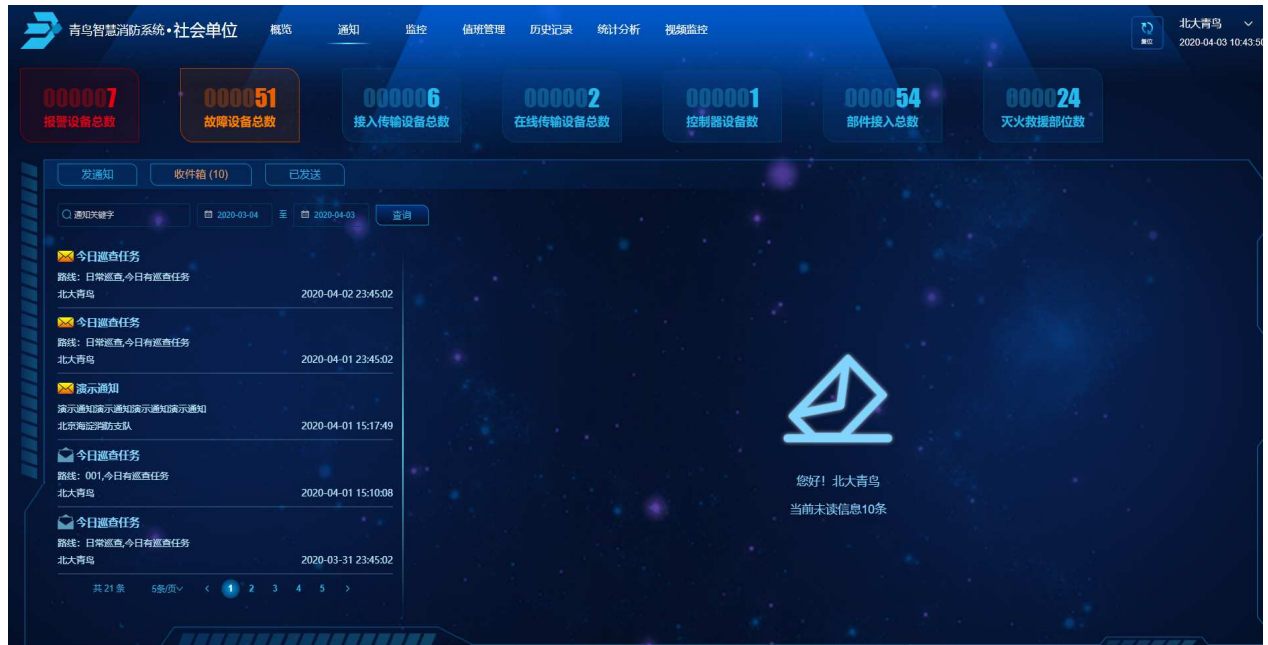 青鸟智慧消防系统•社会单位 概览 通知 监控 值班管理 历史记录 统计分析 视频监控 复位 北大青鸟
2020-04-03 10:43:50
000007 000051 000006 000002 000001 000054 000024
报警设备总数 故障设备总数 接入传输设备总数 在线传输设备总数 控制器设备数 部件接入总数 灭火救援部位数
发通知 收件箱 (10) 已发送
通知关键字 2020-03-04 至 2020-04-03 查询
今日巡查任务
路线：日常巡查,今日有巡查任务
北大青鸟 2020-04-02 23:45:02
今日巡查任务
路线：日常巡查,今日有巡查任务
北大青鸟 2020-04-01 23:45:02
演示通知
演示通知演示通知演示通知演示通知
北京海淀消防支队 2020-04-01 15:17:49
今日巡查任务
路线：001,今日有巡查任务
北大青鸟 2020-04-01 15:10:08
今日巡查任务
路线：日常巡查,今日有巡查任务
北大青鸟 2020-03-31 23:45:02
共 21 条 5条/页 < 1 2 3 4 5 >
您好！北大青鸟
当前未读信息10条